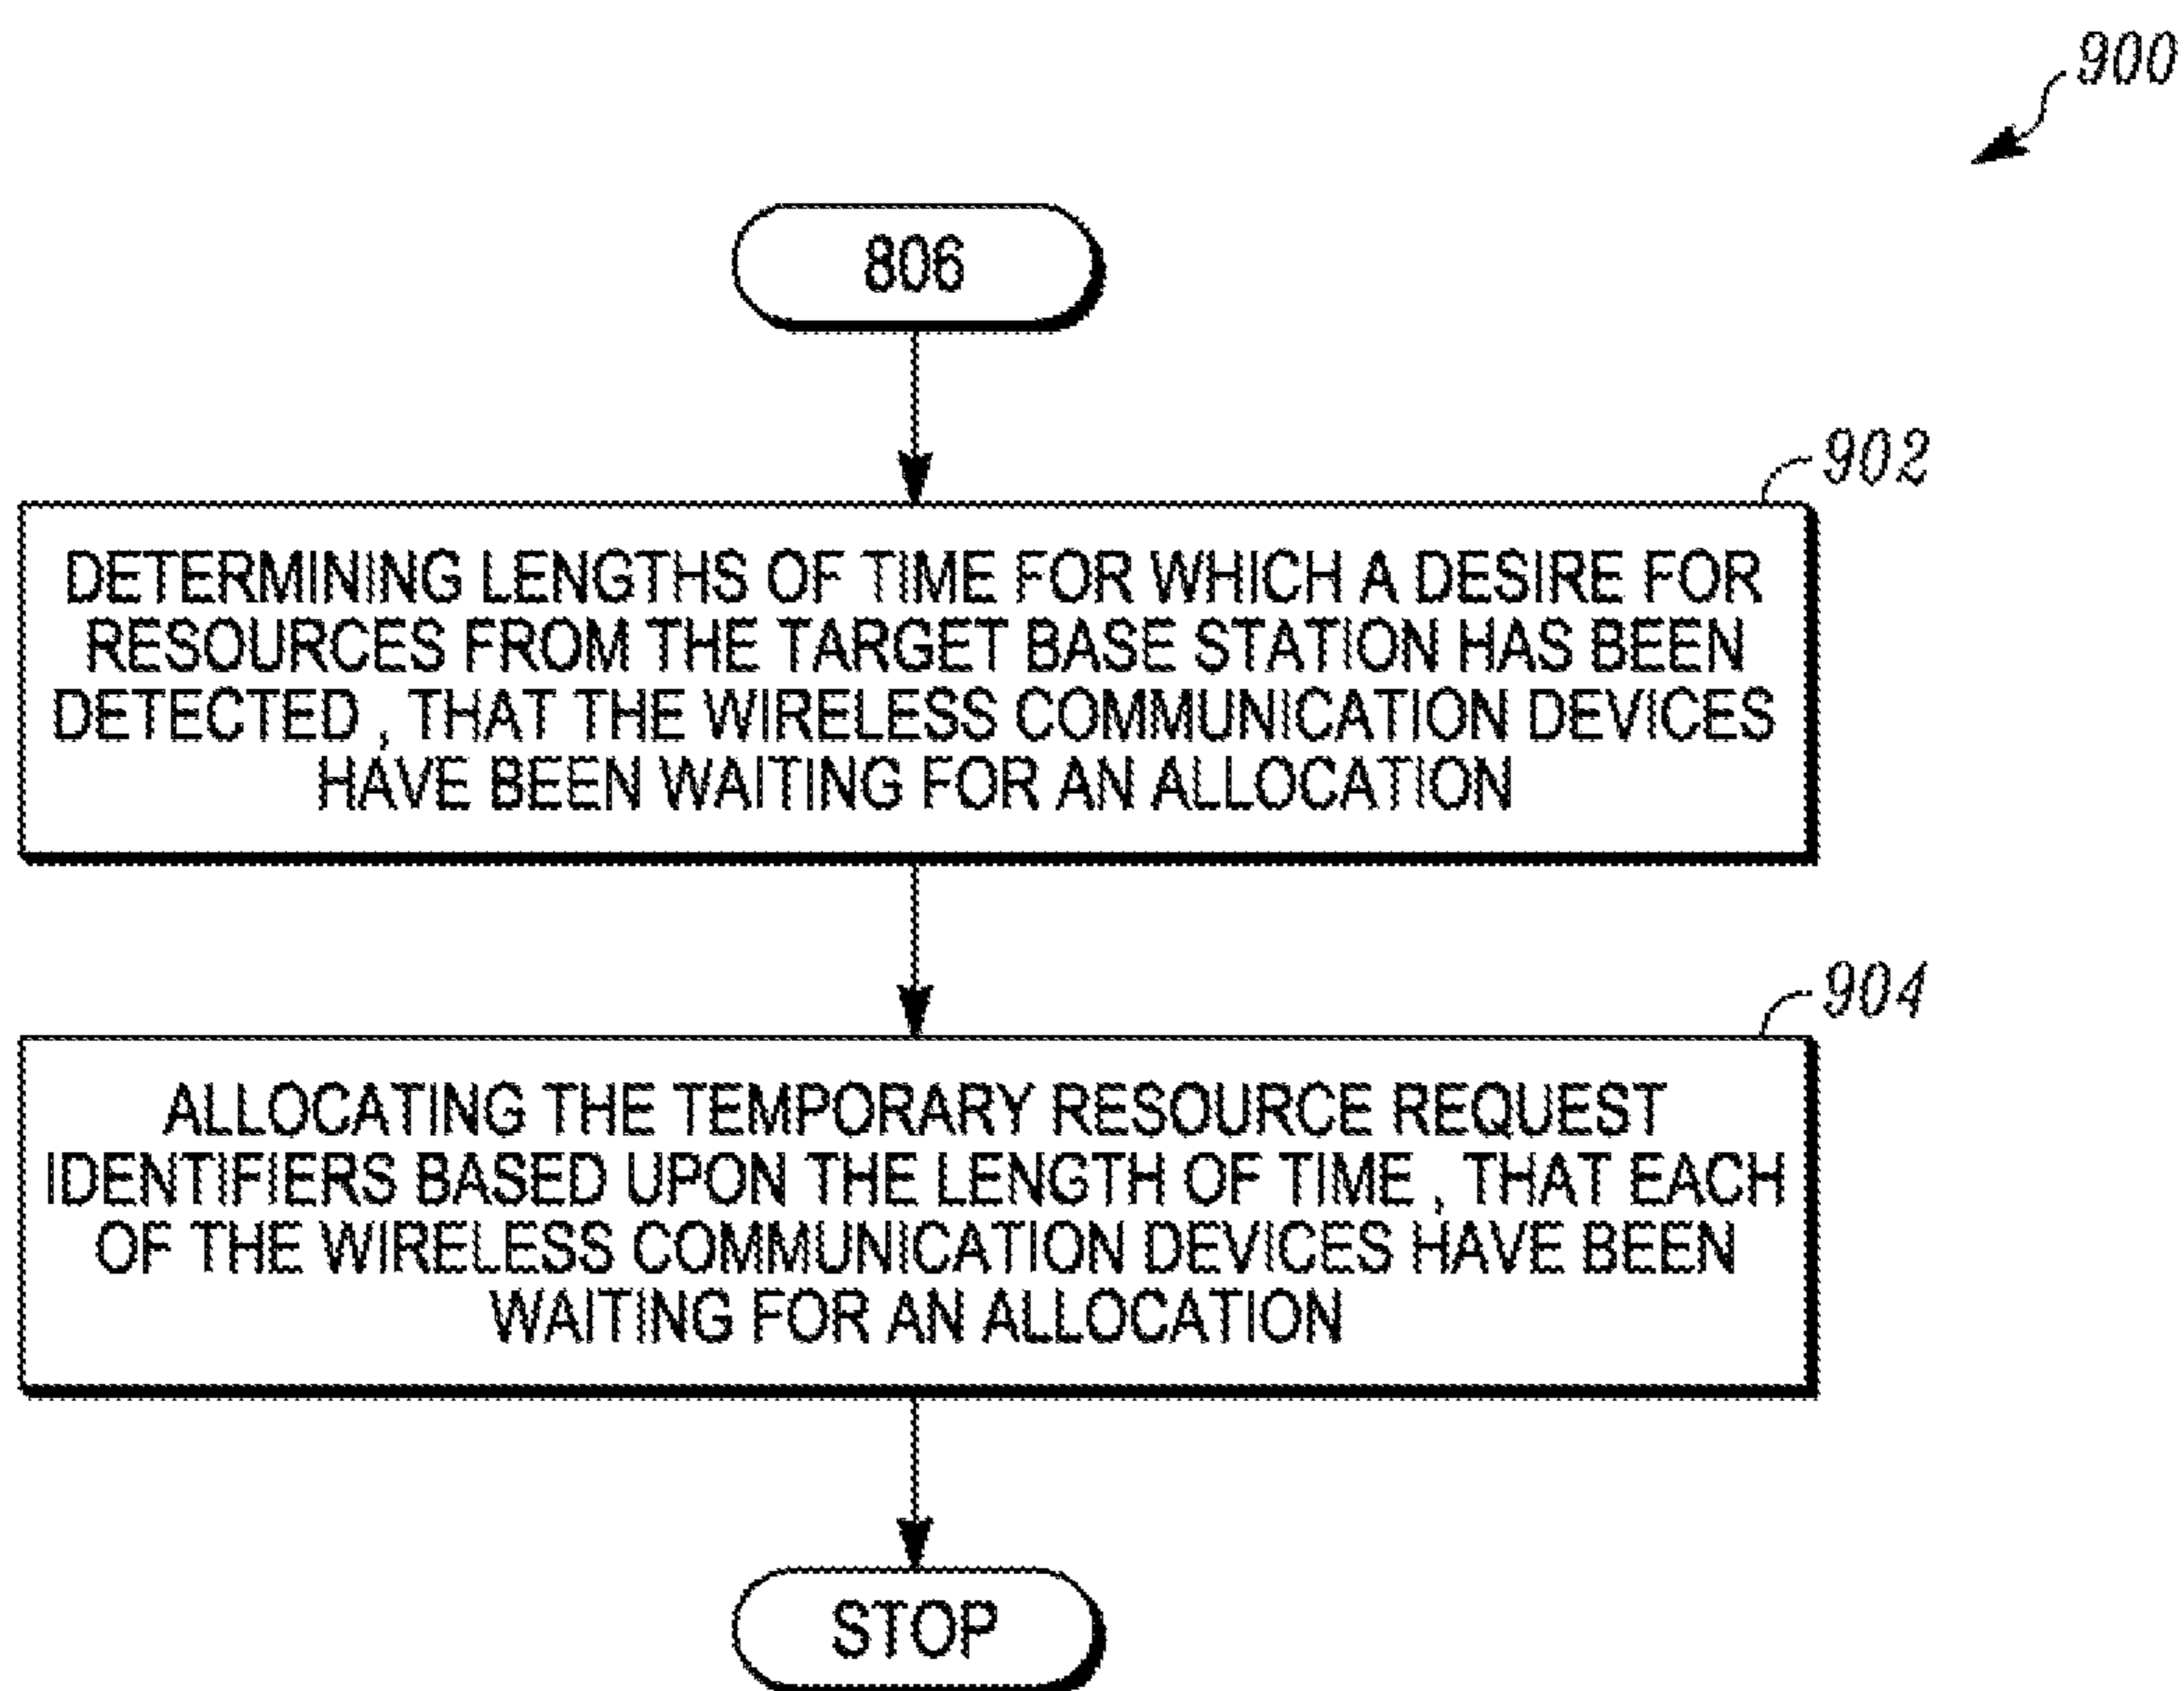 900
806
902
DETERMINING LENGTHS OF TIME FOR WHICH A DESIRE FOR
RESOURCES FROM THE TARGET BASE STATION HAS BEEN
DETECTED , THAT THE WIRELESS COMMUNICATION DEVICES
HAVE BEEN WAITING FOR AN ALLOCATION
904
ALLOCATING THE TEMPORARY RESOURCE REQUEST
IDENTIFIERS BASED UPON THE LENGTH OF TIME , THAT EACH
OF THE WIRELESS COMMUNICATION DEVICES HAVE BEEN
WAITING FOR AN ALLOCATION
STOP